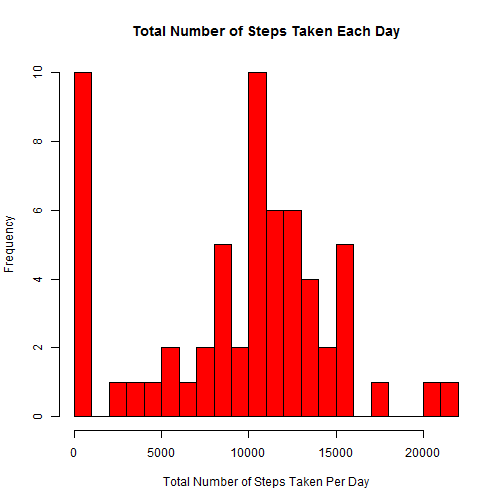 Total Number of Steps Taken Each Day
Frequency
10
8
6
4
2
0
0 5000 10000 15000 20000
Total Number of Steps Taken Per Day